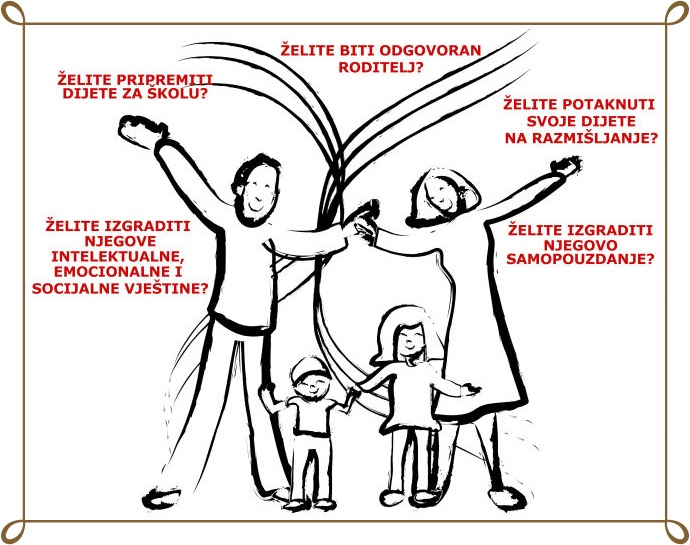 ŽELITE BITI ODGOVORAN
RODITELJ?
ŽELITE PRIPREMITI
DIJETE ZA ŠKOLU?
ŽELITE POTAKNUTI
SVOJE DIJETE
NA RAZMIŠLJANJE?
ŽELITE IZGRADITI
NJEGOVE
INTELEKTUALNE,
EMOCIONALNE I
SOCIJALNE VJEŠTINE?
ŽELITE IZGRADITI
NJEGOVO
SAMOPOUZDANJE?